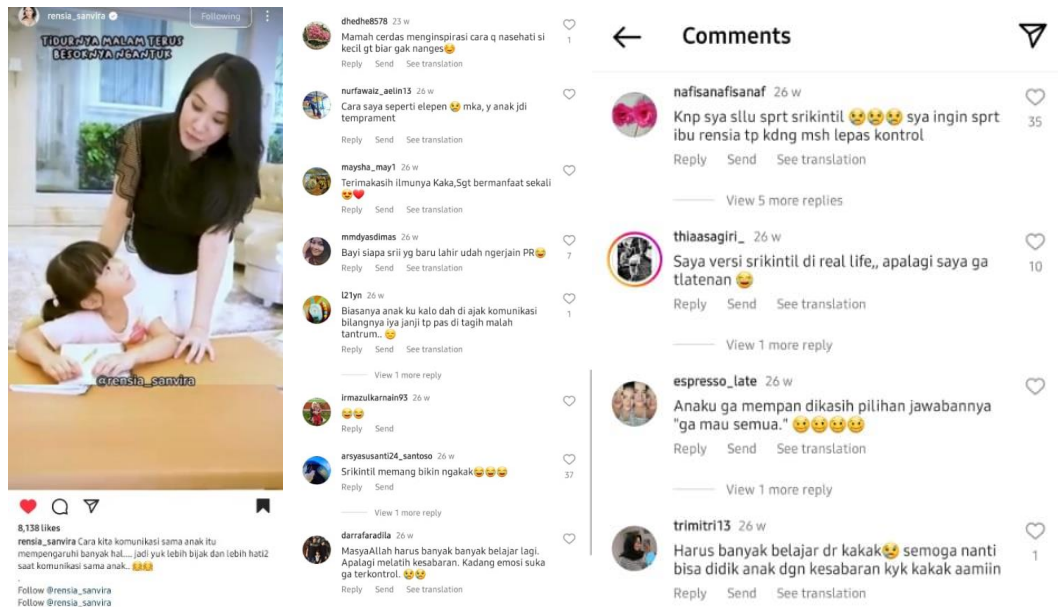 rensia_sanvira
Following
TIDURNYA MALAM TERUS
BESOKNYA NGANTUK
@rensia_sanvira
8,138 likes
rensia_sanvira Cara kita komunikasi sama anak itu
mempengaruhi banyak hal.... jadi yuk lebih bijak dan lebih hati2
saat komunikasi sama anak.. 😊😊
.
Follow @rensia_sanvira
Follow @rensia_sanvira
dhedhe8578 23 w
Mamah cerdas menginspirasi cara q nasehati si
kecil gt biar gak nanges😊
1
Reply Send See translation
nurfawaiz_aelin13 26 w
Cara saya seperti elepen 😢 mka, y anak jdi
temprament
Reply Send See translation
maysha_may1 26 w
Terimakasih ilmunya Kaka,Sgt bermanfaat sekali
😍❤️
Reply Send See translation
mmdyasdimas 26 w
Bayi siapa srii yg baru lahir udah ngerjain PR😂
7
Reply Send See translation
l21yn 26 w
Biasanya anak ku kalo dah di ajak komunikasi
1
bilangnya iya janji tp pas di tagih malah
tantrum.. 😔
Reply Send See translation
View 1 more reply
irmazulkarnain93 26 w
😂😂
Reply Send
arsyasusanti24_santoso 26 w
Srikintil memang bikin ngakak😂😂😂
37
Reply Send
View 1 more reply
darrafaradila 26 w
MasyaAllah harus banyak banyak belajar lagi.
Apalagi melatih kesabaran. Kadang emosi suka
ga terkontrol. 😢😢
Reply Send See translation
Comments
nafisanafisanaf 26 w
Knp sya sllu sprt srikintil 😢😢😢 sya ingin sprt
ibu rensia tp kdng msh lepas kontrol
35
Reply Send See translation
View 5 more replies
thiaasagiri_ 26 w
Saya versi srikintil di real life,, apalagi saya ga
tlatenan 😅
10
Reply Send See translation
View 1 more reply
espresso_late 26 w
Anaku ga mempan dikasih pilihan jawabannya
"ga mau semua." 🥴🥴🥴🥴
Reply Send See translation
View 1 more reply
trimitri13 26 w
Harus banyak belajar dr kakak😢 semoga nanti
bisa didik anak dgn kesabaran kyk kakak aamiin
1
Reply Send See translation